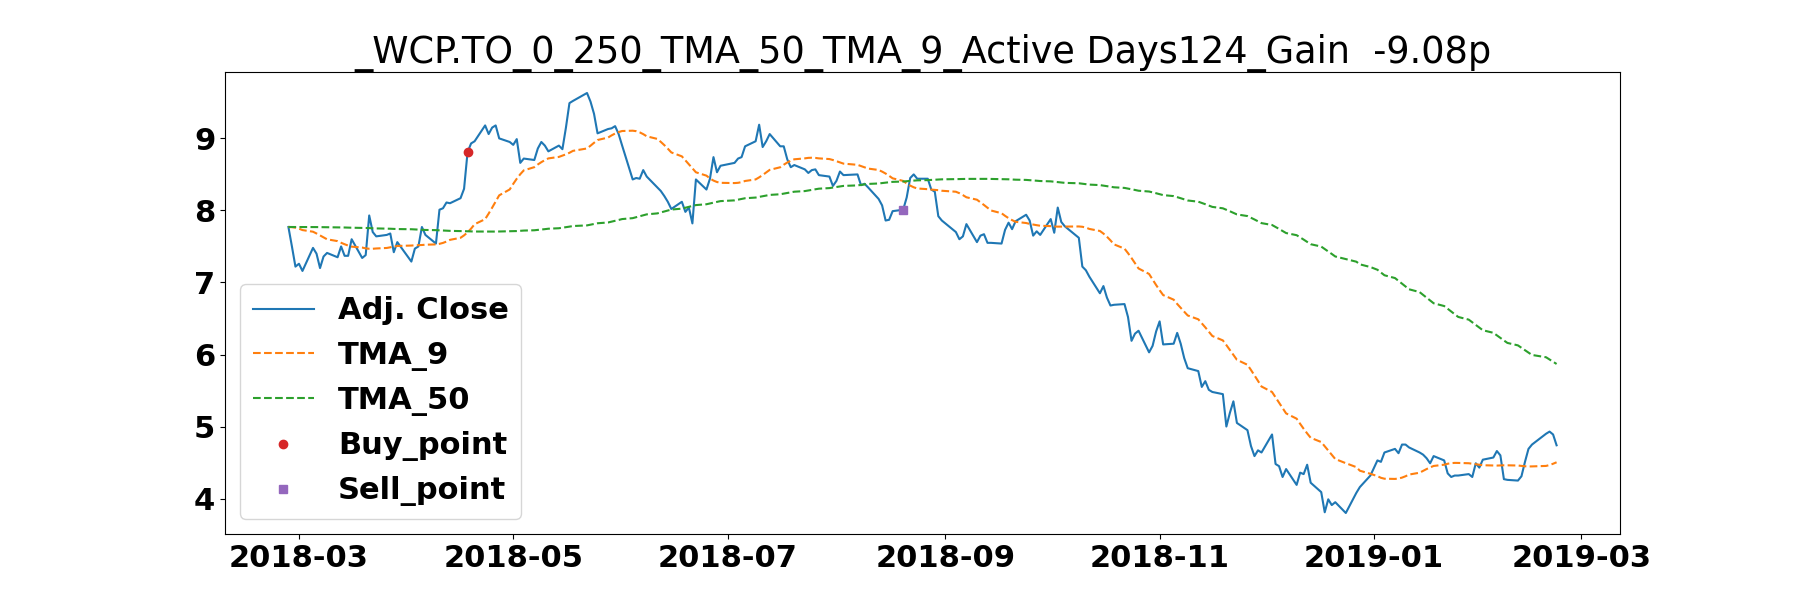 _WCP.TO_0_250_TMA_50_TMA_9_Active Days124_Gain  -9.08p
9
8
7
6
5
4
Adj. Close
TMA_9
TMA_50
Buy_point
Sell_point
2018-03 2018-05 2018-07 2018-09 2018-11 2019-01 2019-03